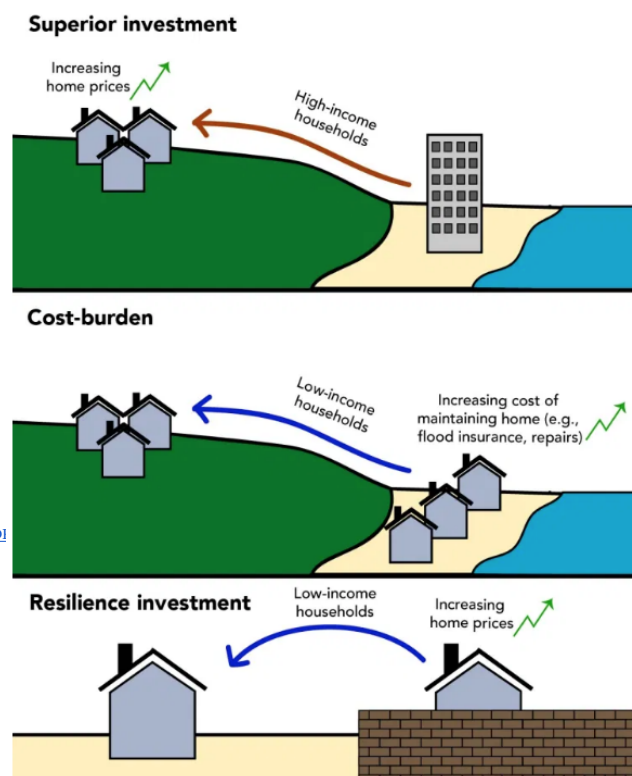 Superior investment
Increasing
home prices
High-income
households
Cost-burden
Low-income
households
Increasing cost of
maintaining home (e.g.,
flood insurance, repairs)
Resilience investment
Low-income
households
Increasing
home prices